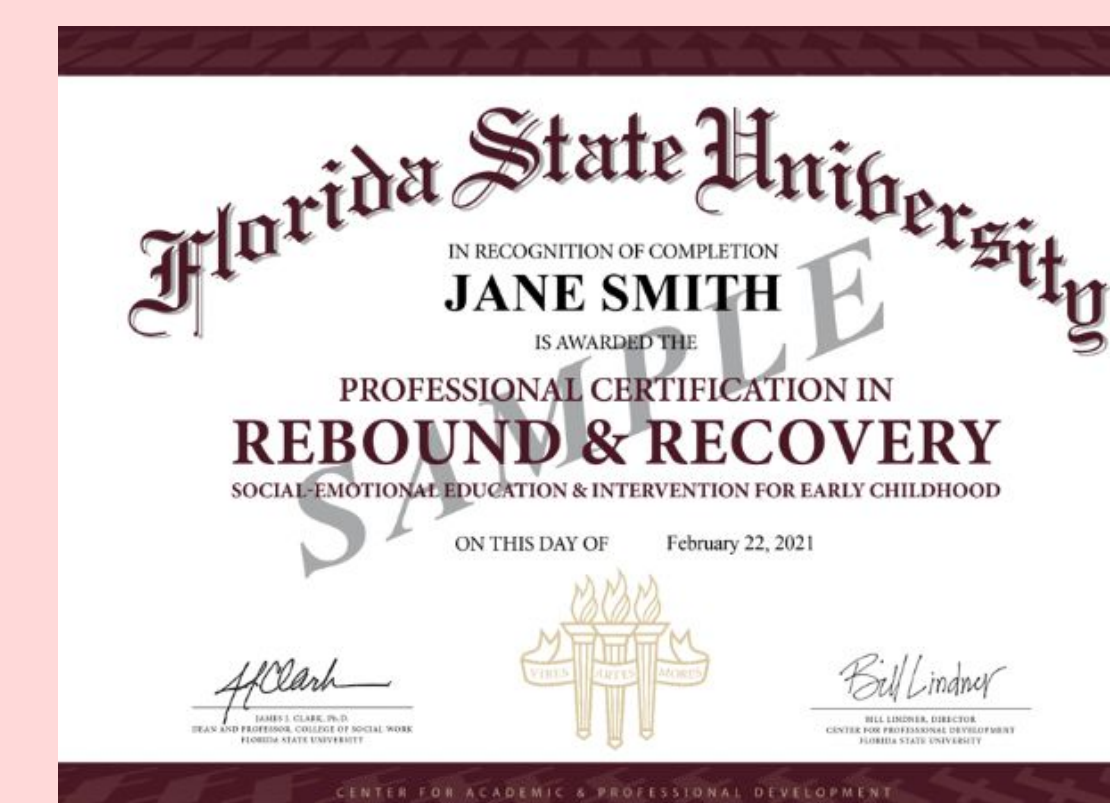 Florida State University
IN RECOGNITION OF COMPLETION
JANE SMITH
IS AWARDED THE
PROFESSIONAL CERTIFICATION IN
REBOUND & RECOVERY
SOCIAL-EMOTIONAL EDUCATION & INTERVENTION FOR EARLY CHILDHOOD
SAMPLE
ON THIS DAY OF February 22, 2021
VIRES ARTES MORES
JJClark
JAMES J. CLARK, Ph.D.
DEAN AND PROFESSOR, COLLEGE OF SOCIAL WORK
FLORIDA STATE UNIVERSITY
Bill Lindner
BILL LINDNER, DIRECTOR
CENTER FOR PROFESSIONAL DEVELOPMENT
FLORIDA STATE UNIVERSITY
CENTER FOR ACADEMIC & PROFESSIONAL DEVELOPMENT